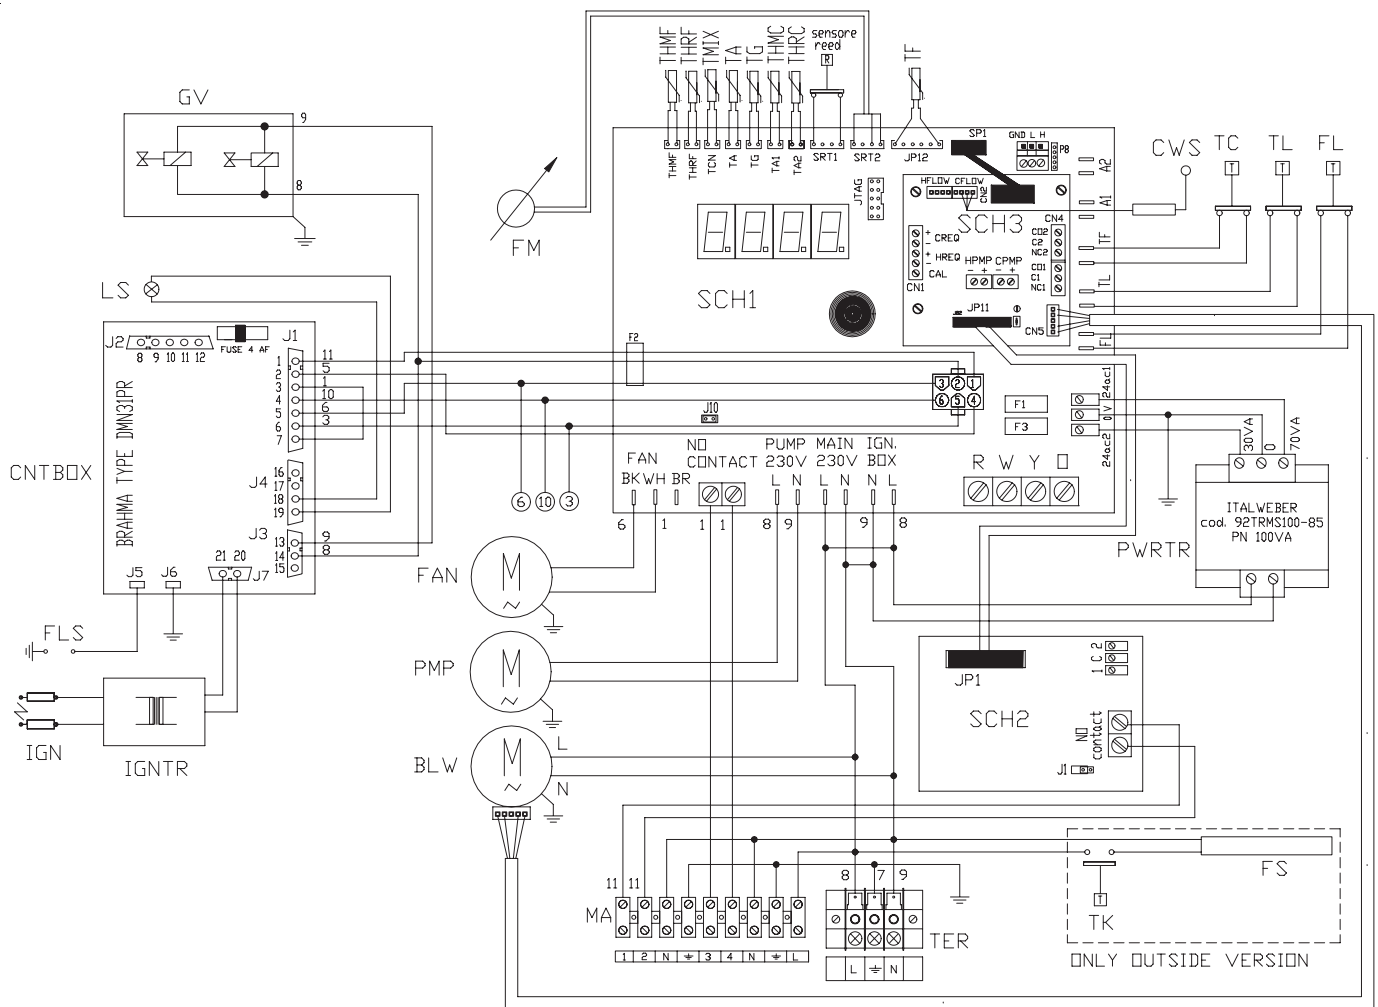 THMF THRF TMIX TA TG THMC THRC
sensore
reed
R
TF
GV
9
8
FM
THMF THRF TCN TA TG TA1 TA2 SRT1 SRT2 JP12
SP1
GND L H
P8
A2
A1
TF
TL
FL
CWS TC TL FL
T T T
JTAG
HFLOW CFLOW
CN2
SCH3
CN4
+ CREQ
-
+ HREQ
-
CAL
CN1
HPMP CPMP
- + - +
CO2
C2
NC2
CO1
C1
NC1
JP2
JP11
CN5
SCH1
LS
J2
8 9 10 11 12
FUSE 4 AF
J1
1 11
2 5
3 1
4 10
5 6
6 3
7
F2
3 2 1
6 5 4
J10
F1
F3
24ac1
0 V
24ac2
30VA
0
70VA
CNTBOX
BRAHMA TYPE DMN31PR
J4
16
17
18
19
J3
13 9
14 8
15
21 20
J7
J5 J6
6 10 3
FAN
BK WH BR
NO
CONTACT
PUMP
230V
L N
MAIN
230V
L N
IGN.
BOX
N L
R W Y O
6 1 1 1 8 9 9 8
ITALWEBER
cod. 92TRMS100-85
PN 100VA
PWRTR
FLS
IGN
IGNTR
FAN
M
~
PMP
M
~
BLW
M
~
L
N
JP1
SCH2
1 C 2
NO
contact
J1
11 11
MA
1 2 N 3 4 N L
8 7 9
TER
L N
FS
T
TK
ONLY OUTSIDE VERSION